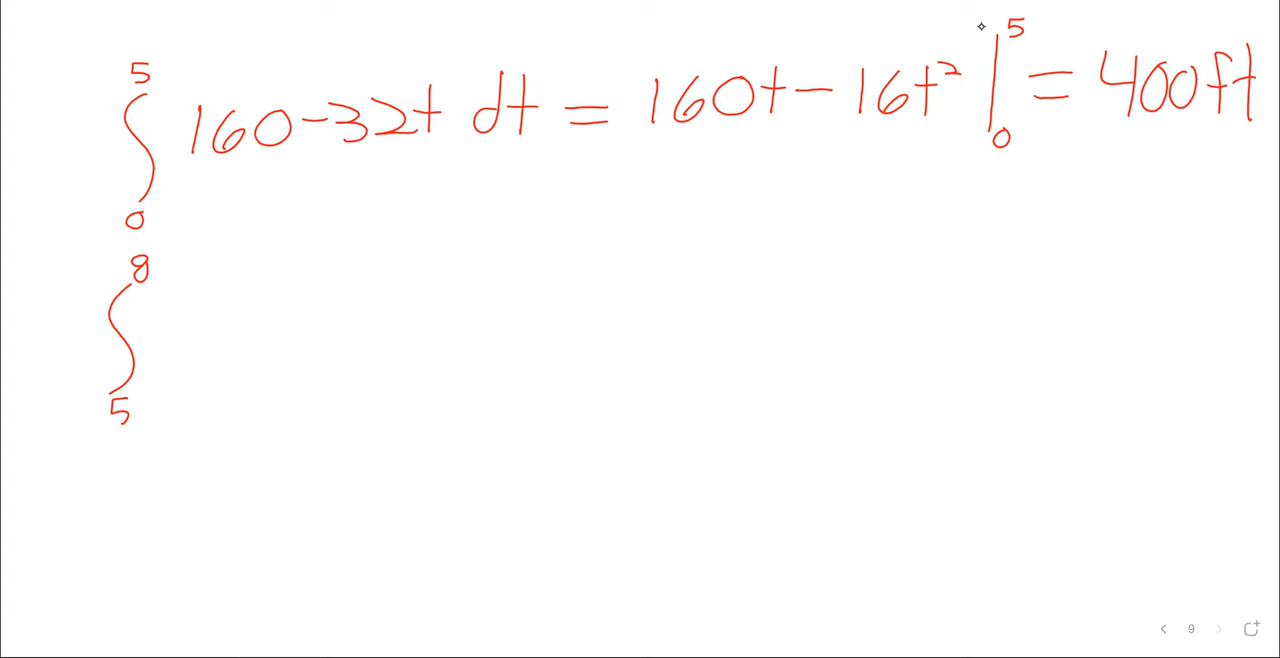 ∫₀⁵ 160-32t dt = 160t - 16t² |₀⁵ = 400ft
∫₅⁸
9